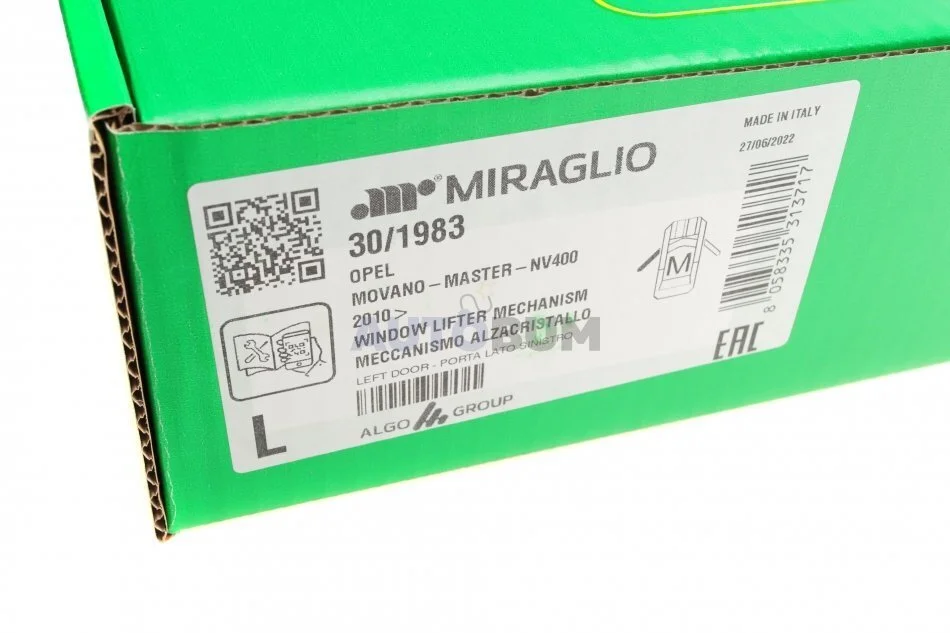 MADE IN ITALY
27/06/2022
MIRAGLIO
30/1983
OPEL
MOVANO - MASTER - NV400
2010 >
WINDOW LIFTER MECHANISM
MECCANISMO ALZACRISTALLO
LEFT DOOR - PORTA LATO SINISTRO
ALGO GROUP
L
M
8 058335 313717
EAC
AUTOBUM